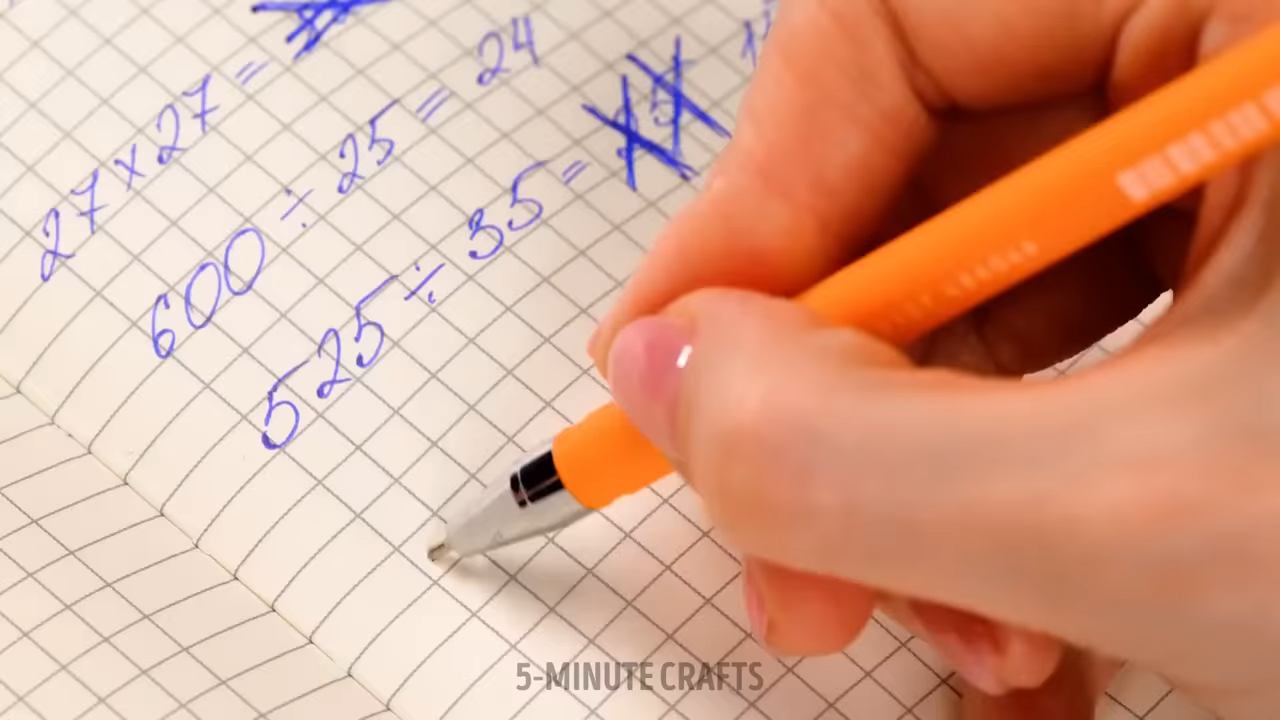 27 × 27 =
600 ÷ 25 = 24
525 ÷ 35 =
5-MINUTE CRAFTS